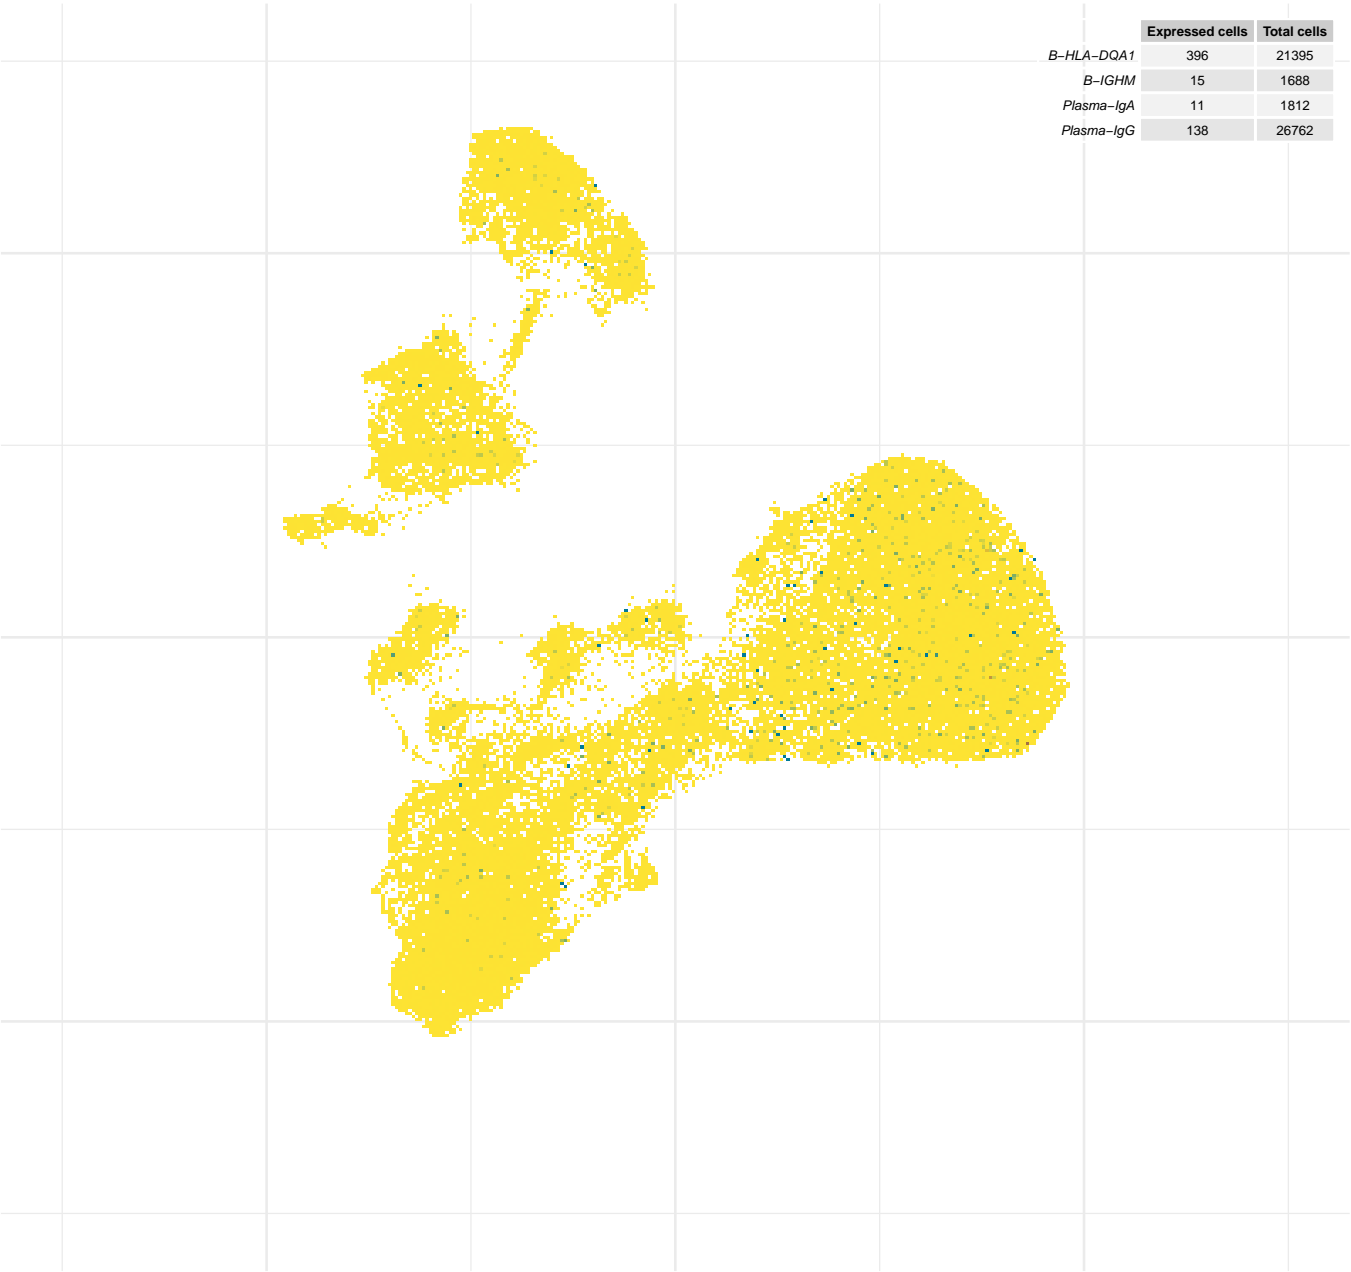 Expressed cells Total cells
B−HLA−DQA1 396 21395
B−IGHM 15 1688
Plasma−IgA 11 1812
Plasma−IgG 138 26762